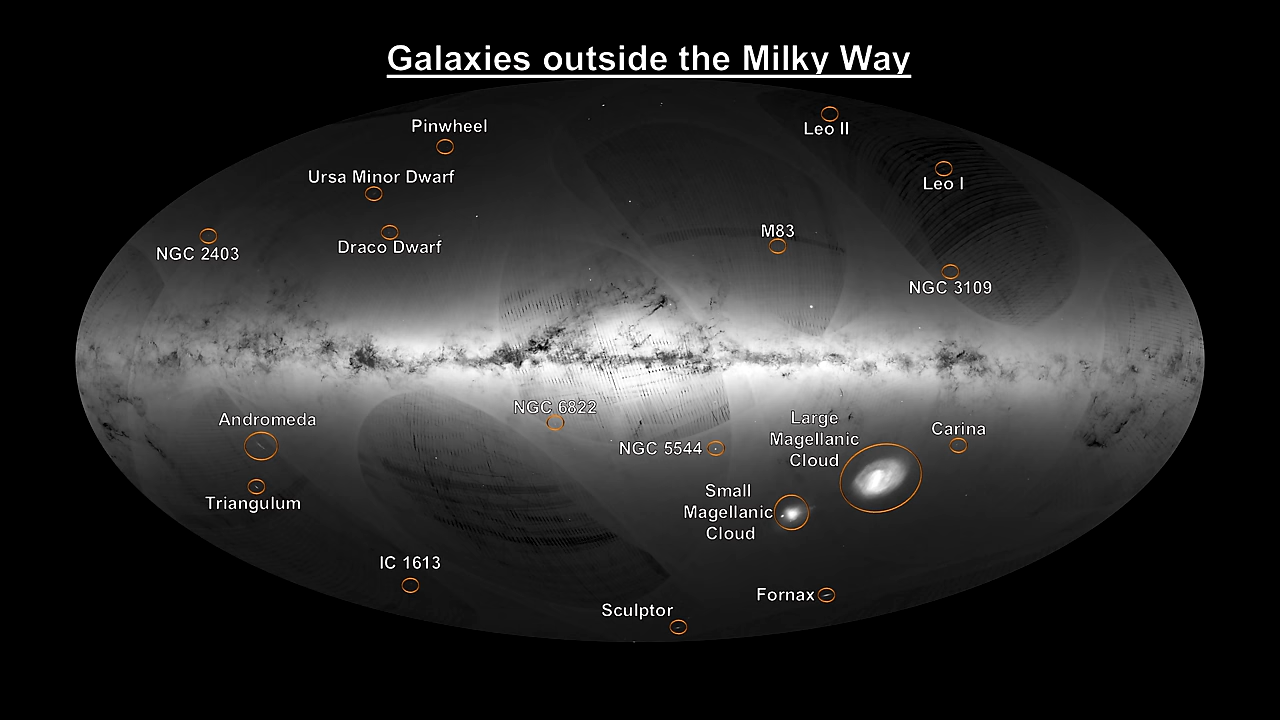 Galaxies outside the Milky Way
Pinwheel
Leo II
Ursa Minor Dwarf
Leo I
M83
NGC 2403
Draco Dwarf
NGC 3109
NGC 6822
Andromeda
Large
Magellanic
Cloud
Carina
NGC 5544
Triangulum
Small
Magellanic
Cloud
IC 1613
Fornax
Sculptor